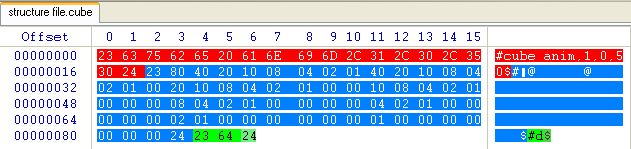 structure file.cube
Offset 0 1 2 3 4 5 6 7 8 9 10 11 12 13 14 15
00000000 23 63 75 62 65 20 61 6E 69 6D 2C 31 2C 30 2C 35 #cube anim,1,0,5
00000016 30 24 23 80 40 20 10 08 04 02 01 40 20 10 08 04 0$# @ @
00000032 02 01 00 20 10 08 04 02 01 00 00 10 08 04 02 01
00000048 00 00 00 08 04 02 01 00 00 00 00 04 02 01 00 00
00000064 00 00 00 02 01 00 00 00 00 00 00 01 00 00 00 00
00000080 00 00 00 24 23 64 24 $#d$